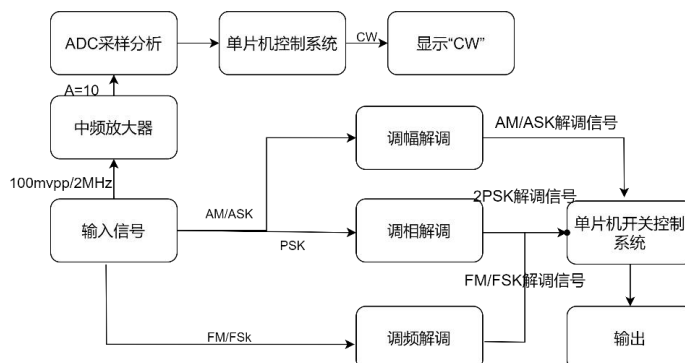 ADC采样分析
单片机控制系统
CW
显示“CW”
A=10
中频放大器
调幅解调
AM/ASK解调信号
100mvpp/2MHz
2PSK解调信号
输入信号
AM/ASK
PSK
调相解调
单片机开关控制
系统
FM/FSK解调信号
FM/FSk
调频解调
输出